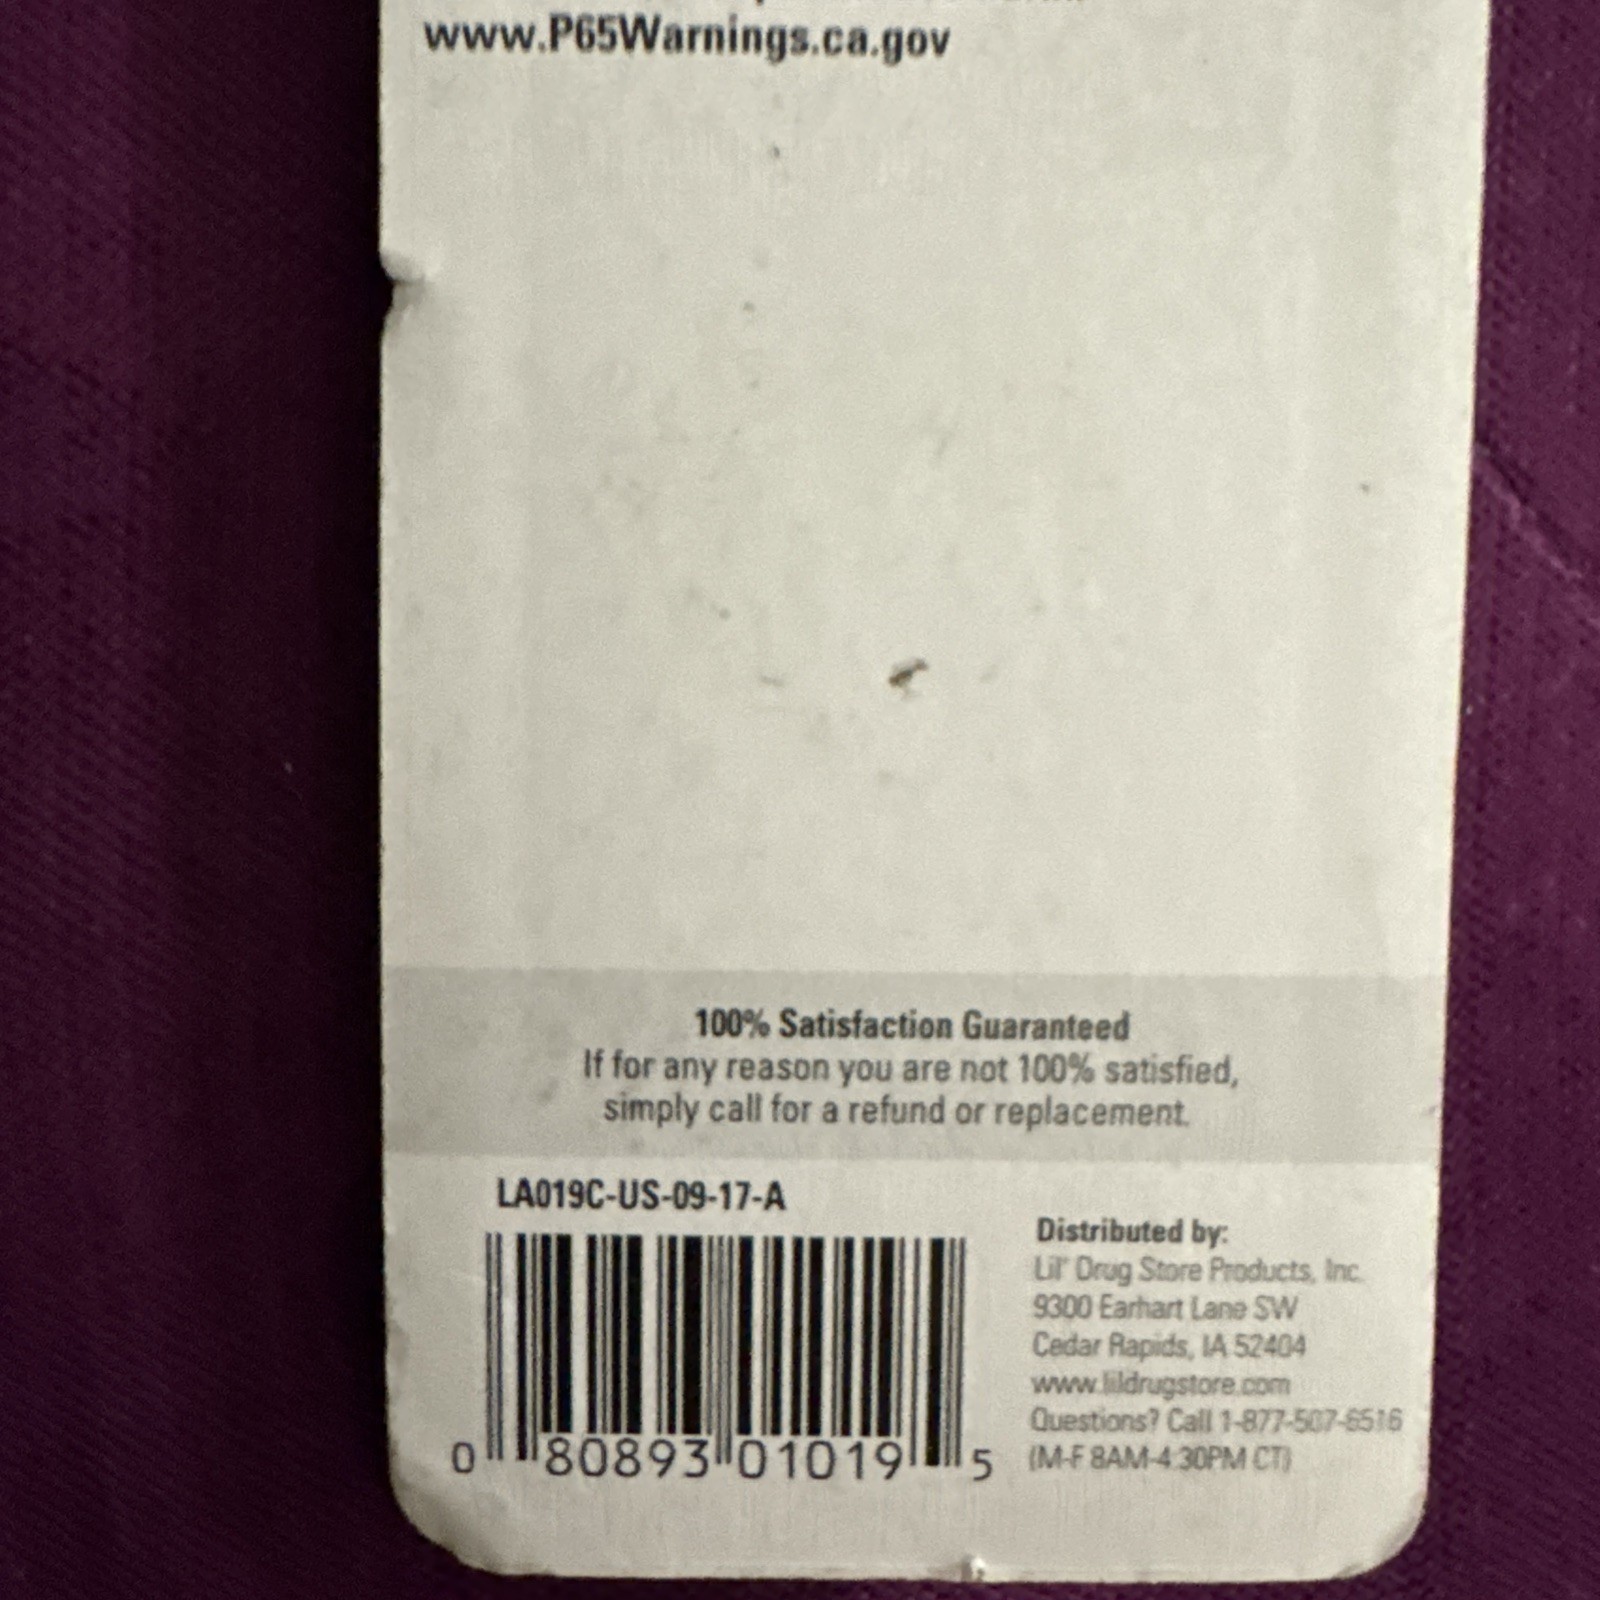 www.P65Warnings.ca.gov
100% Satisfaction Guaranteed
If for any reason you are not 100% satisfied,
simply call for a refund or replacement.
LA019C-US-09-17-A
0 80893 01019 5
Distributed by:
Lil' Drug Store Products, Inc.
9300 Earhart Lane SW
Cedar Rapids, IA 52404
www.lildrugstore.com
Questions? Call 1-877-507-6516
(M-F 8AM-4:30PM CT)